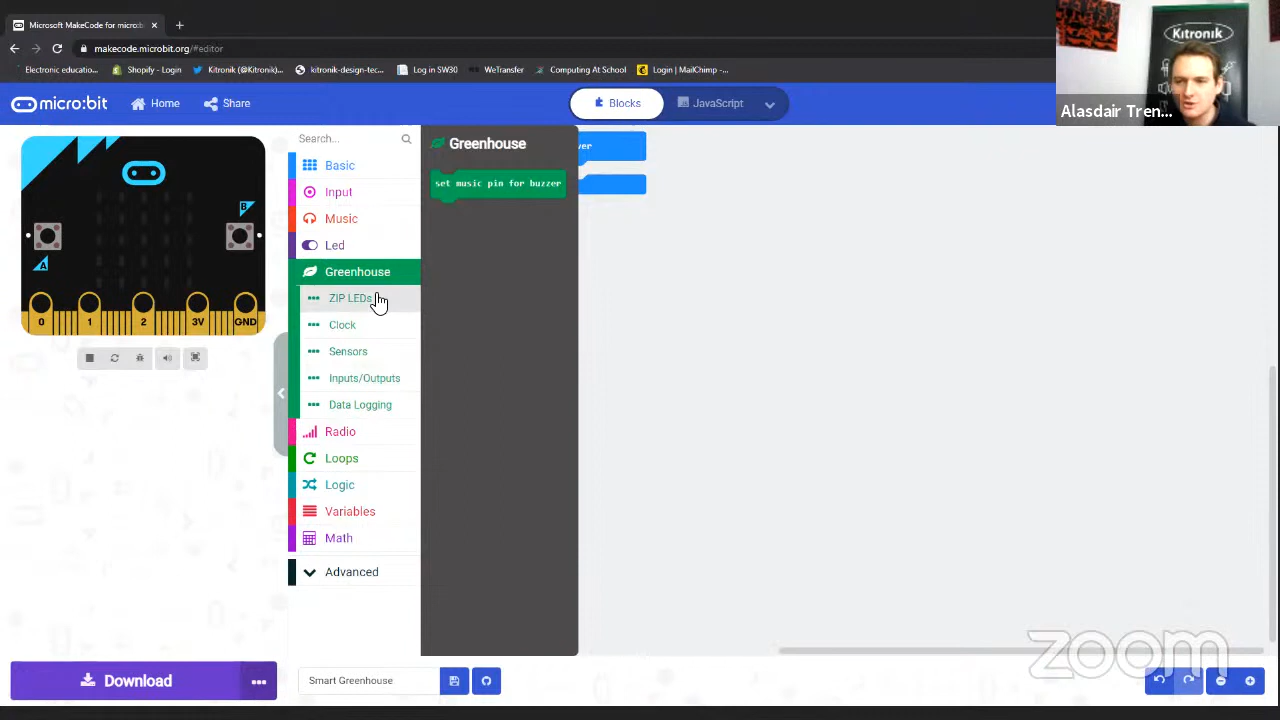 Microsoft MakeCode for micro:b
makecode.microbit.org/#editor
Electronic educatio...
Shopify - Login
Kitronik (@Kitronik)...
kitronik-design-tec...
Log in SW30
WeTransfer
Computing At School
Login | MailChimp -...
Kitronik
Alasdair Tren...
micro:bit
Home
Share
Blocks
JavaScript
Search...
Basic
Input
Music
Led
Greenhouse
ZIP LEDs
Clock
Sensors
Inputs/Outputs
Data Logging
Radio
Loops
Logic
Variables
Math
Advanced
Greenhouse
set music pin for buzzer
ver
A
B
0 1 2 3V GND
Download
Smart Greenhouse
zoom